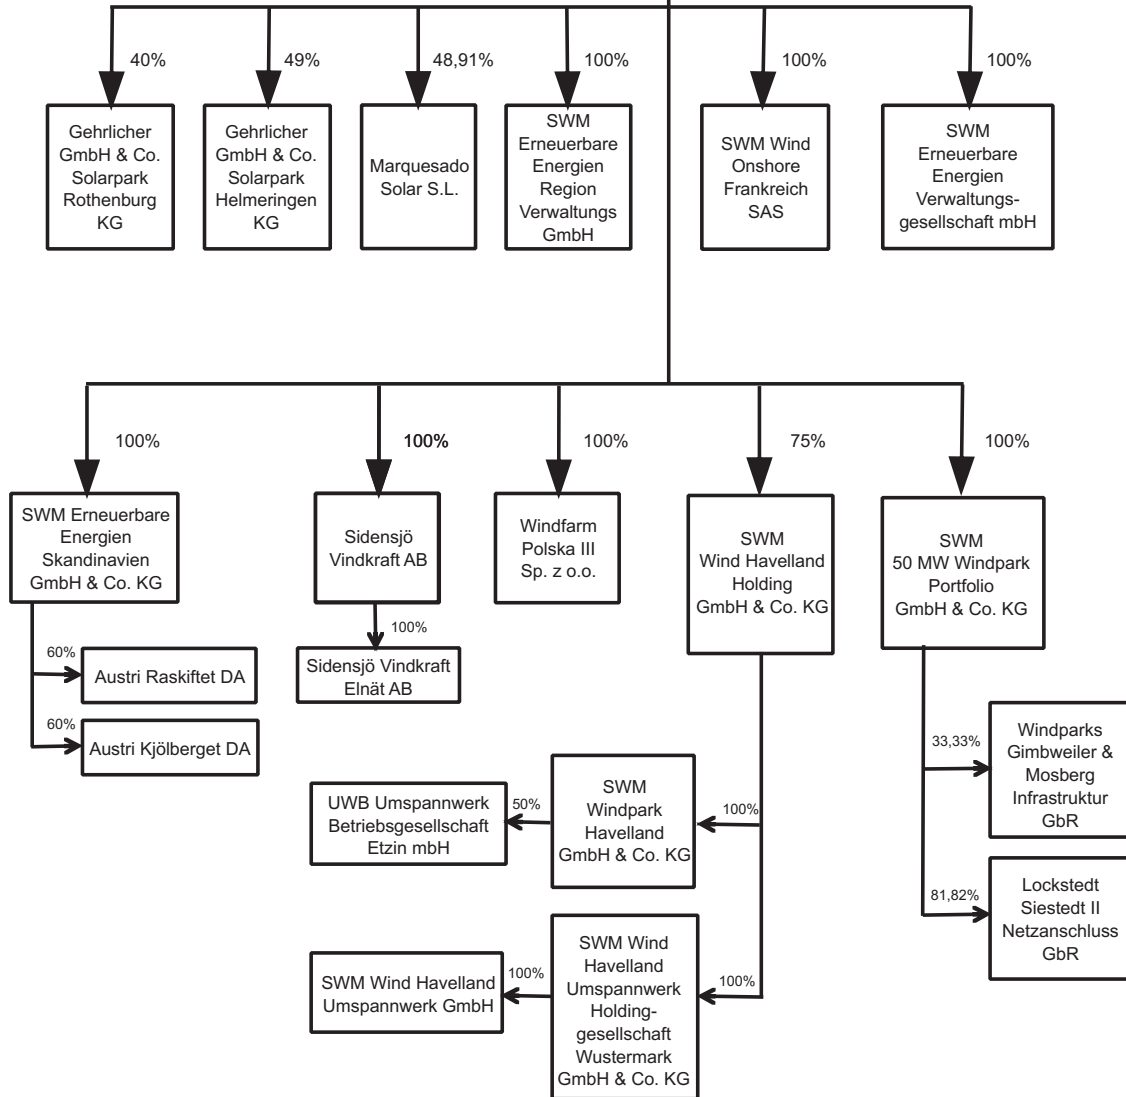 40%
49%
48,91%
100%
100%
100%
Gehrlicher
GmbH & Co.
Solarpark
Rothenburg
KG
Gehrlicher
GmbH & Co.
Solarpark
Helmeringen
KG
Marquesado
Solar S.L.
SWM
Erneuerbare
Energien
Region
Verwaltungs
GmbH
SWM Wind
Onshore
Frankreich
SAS
SWM
Erneuerbare
Energien
Verwaltungs-
gesellschaft mbH
100%
100%
100%
75%
100%
SWM Erneuerbare
Energien
Skandinavien
GmbH & Co. KG
Sidensjö
Vindkraft AB
Windfarm
Polska III
Sp. z o.o.
SWM
Wind Havelland
Holding
GmbH & Co. KG
SWM
50 MW Windpark
Portfolio
GmbH & Co. KG
60%
Austri Raskiftet DA
60%
Austri Kjölberget DA
100%
Sidensjö Vindkraft
Elnät AB
UWB Umspannwerk
Betriebsgesellschaft
Etzin mbH
50%
SWM
Windpark
Havelland
GmbH & Co. KG
100%
SWM Wind Havelland
Umspannwerk GmbH
100%
SWM Wind
Havelland
Umspannwerk
Holding-
gesellschaft
Wustermark
GmbH & Co. KG
100%
33,33%
Windparks
Gimbweiler &
Mosberg
Infrastruktur
GbR
81,82%
Lockstedt
Siestedt II
Netzanschluss
GbR